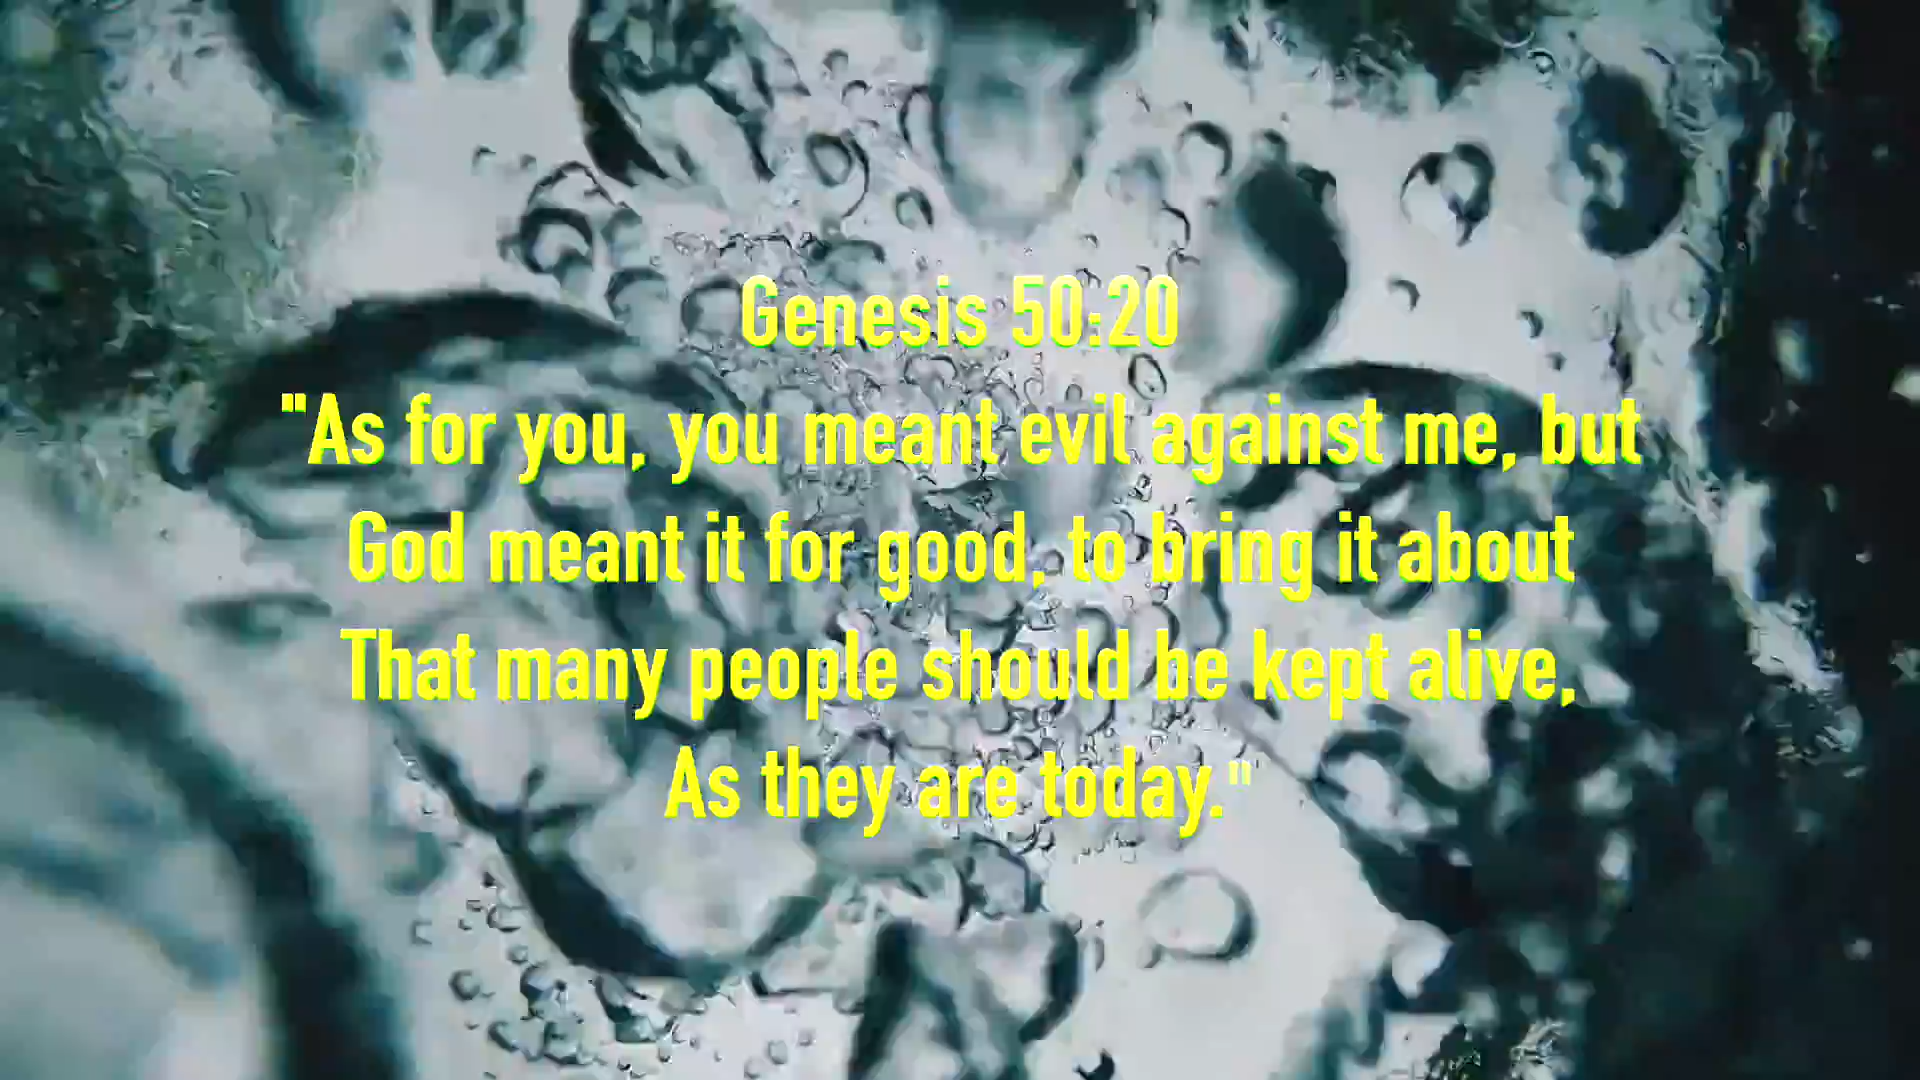 Genesis 50:20
"As for you, you meant evil against me, but
God meant it for good, to bring it about
That many people should be kept alive,
As they are today."